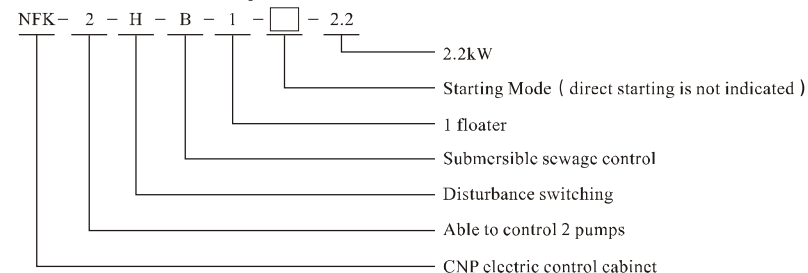 NFK - 2 - H - B - 1 - □ - 2.2
2.2kW
Starting Mode ( direct starting is not indicated )
1 floater
Submersible sewage control
Disturbance switching
Able to control 2 pumps
CNP electric control cabinet